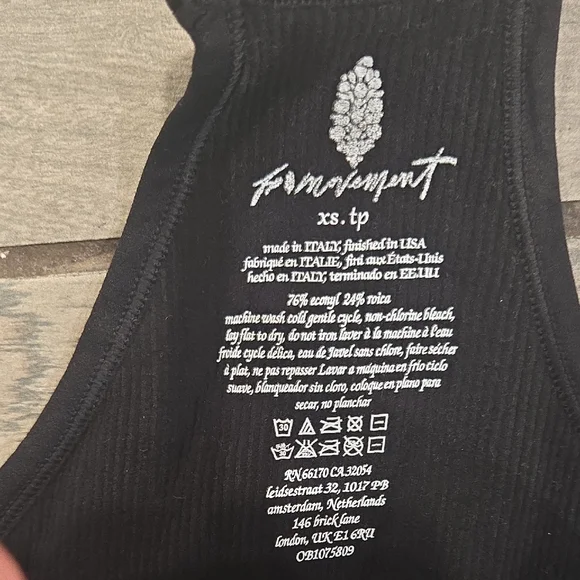 movement
xs.tp
made in ITALY, finished in USA
fabriqué en ITALIE, fini aux États-Unis
hecho en ITALY, terminado en EE.UU
76% econyl 24% roica
machine wash cold gentle cycle, non-chlorine bleach,
lay flat to dry, do not iron laver à la machine à l'eau
froide cycle délica, eau de Javel sans chlore, faire sécher
à plat, ne pas repasser Lavar a máquina en frío ciclo
suave, blanqueador sin cloro, coloque en plano para
secar, no planchar
30
RN 66170 CA 32054
leidsestraat 32, 1017 PB
amsterdam, Netherlands
146 brick lane
london, UK E1 6RU
OB1075809